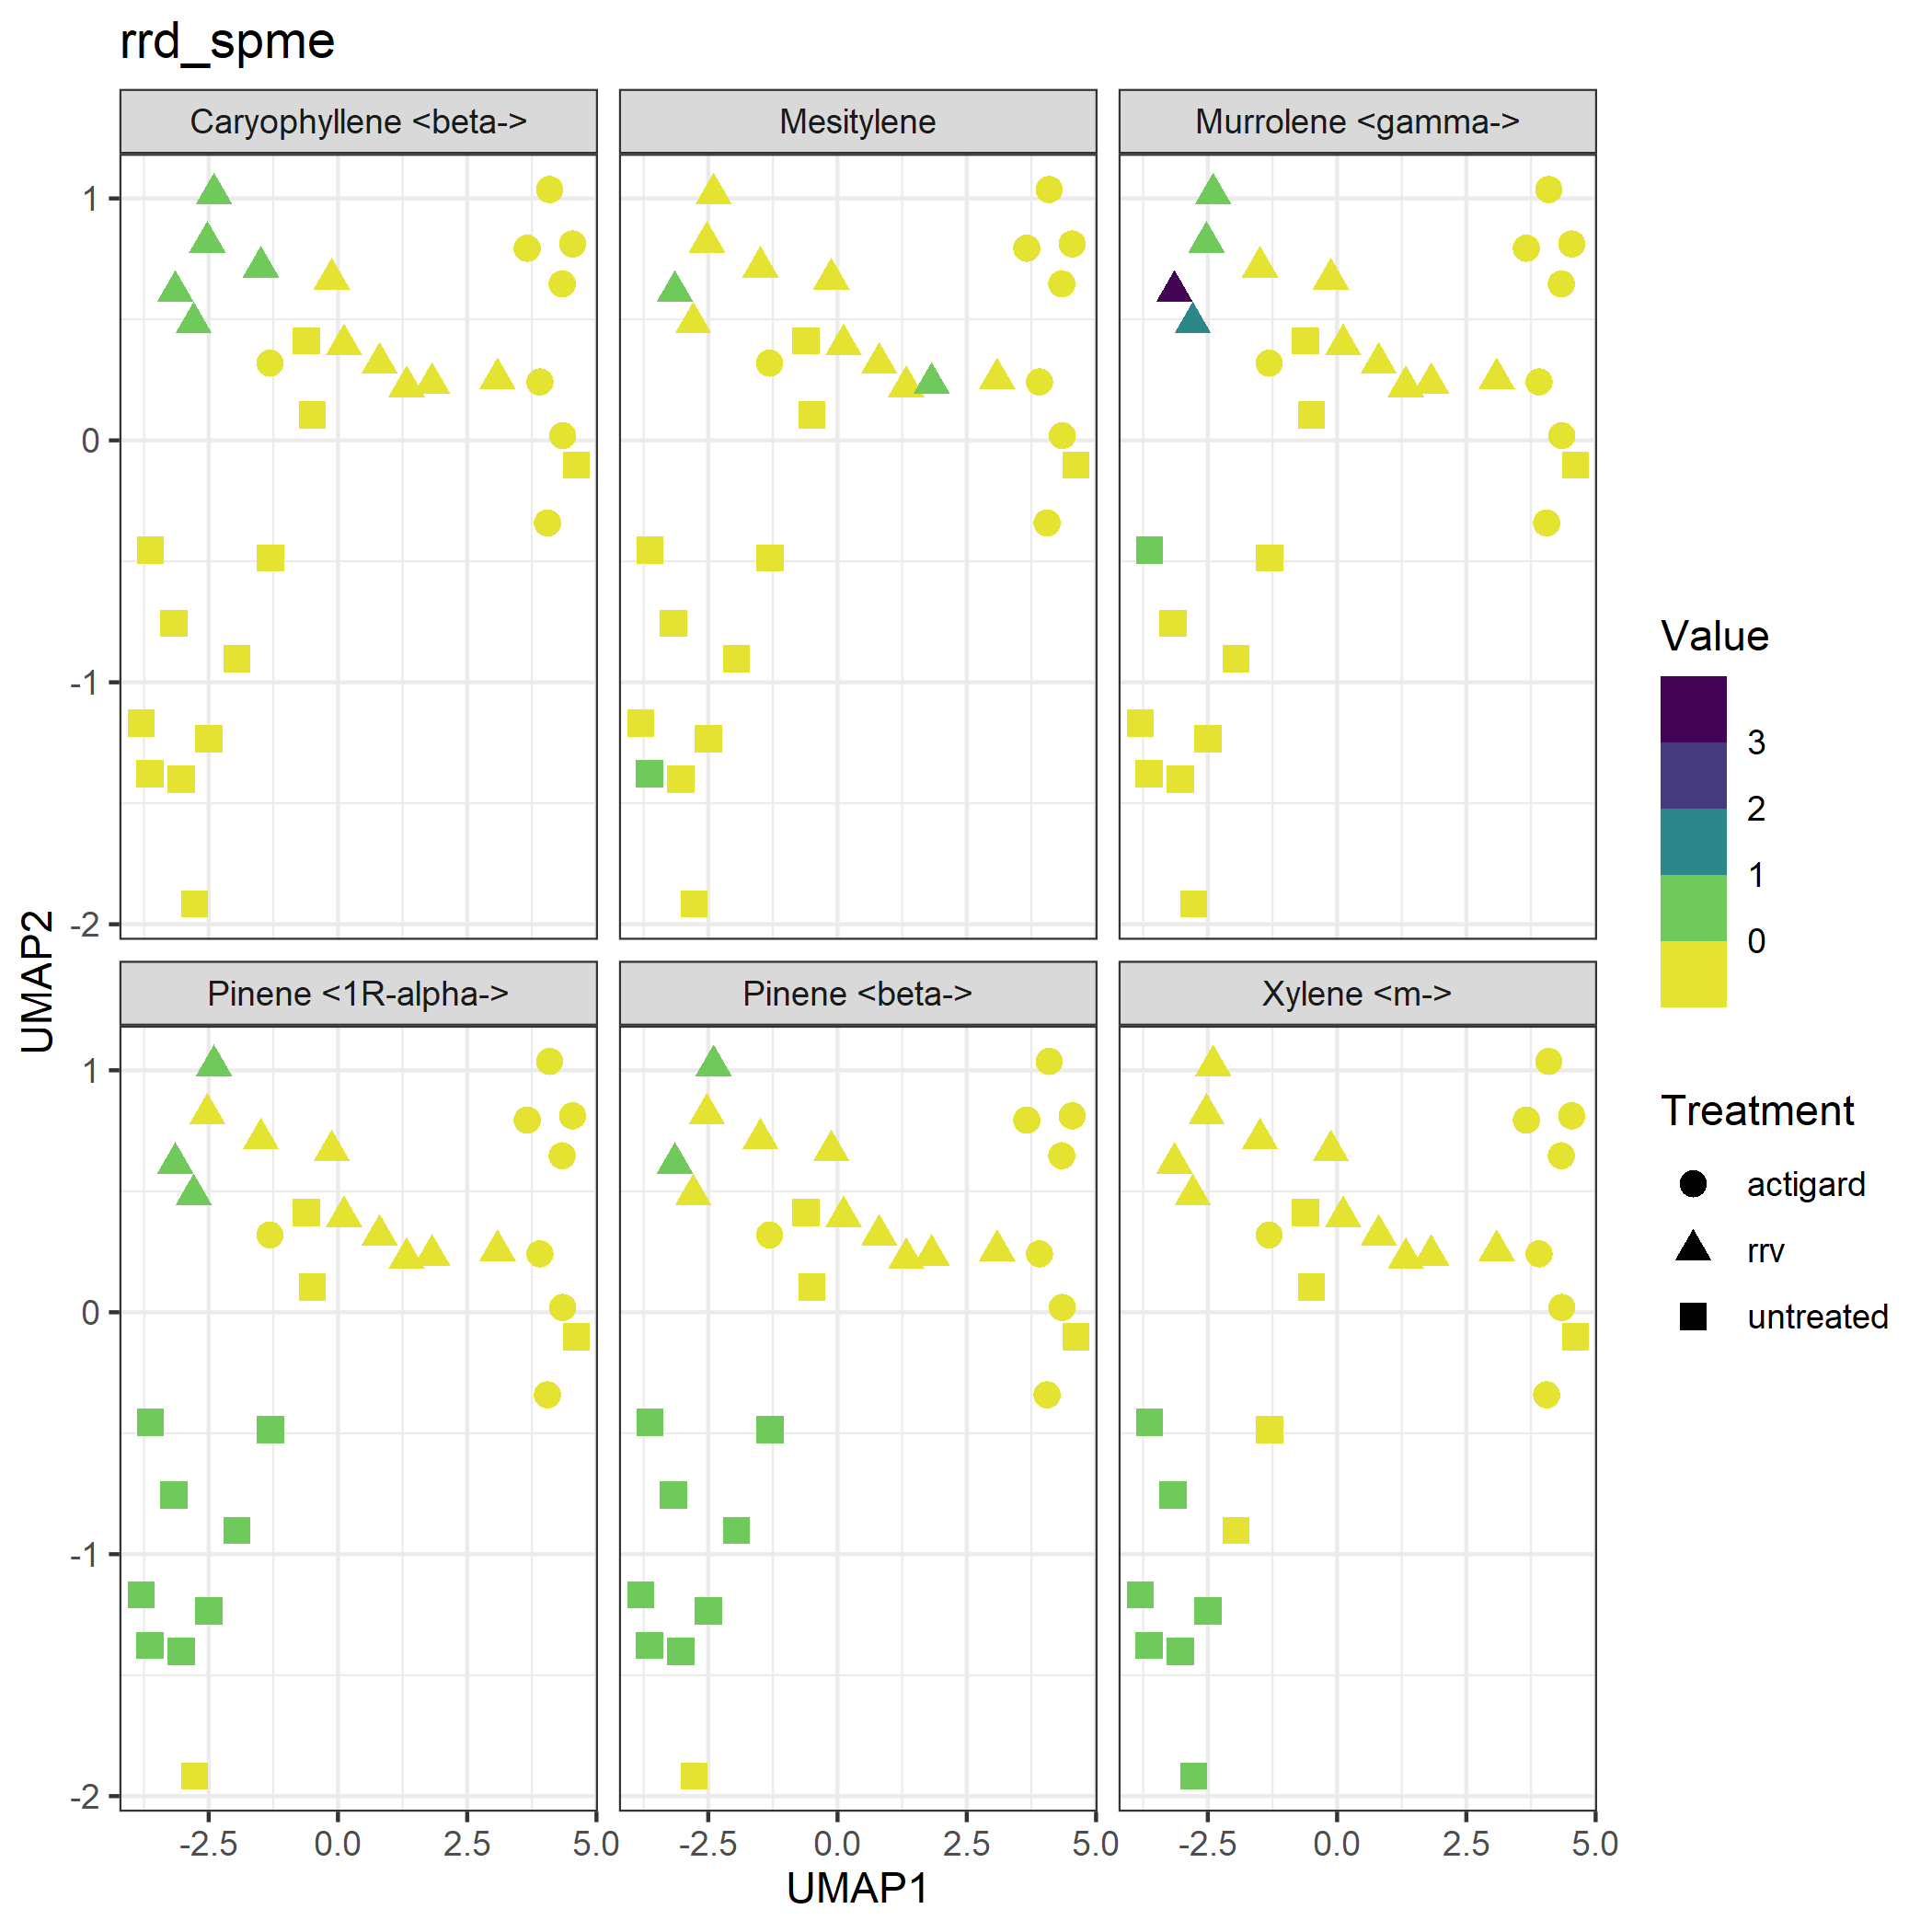 rrd_spme
Caryophyllene <beta->
Mesitylene
Murrolene <gamma->
1
0
-1
-2
Pinene <1R-alpha->
Pinene <beta->
Xylene <m->
1
0
-1
-2
-2.5 0.0 2.5 5.0
-2.5 0.0 2.5 5.0
-2.5 0.0 2.5 5.0
UMAP1
UMAP2
Value
3
2
1
0
Treatment
actigard
rrv
untreated